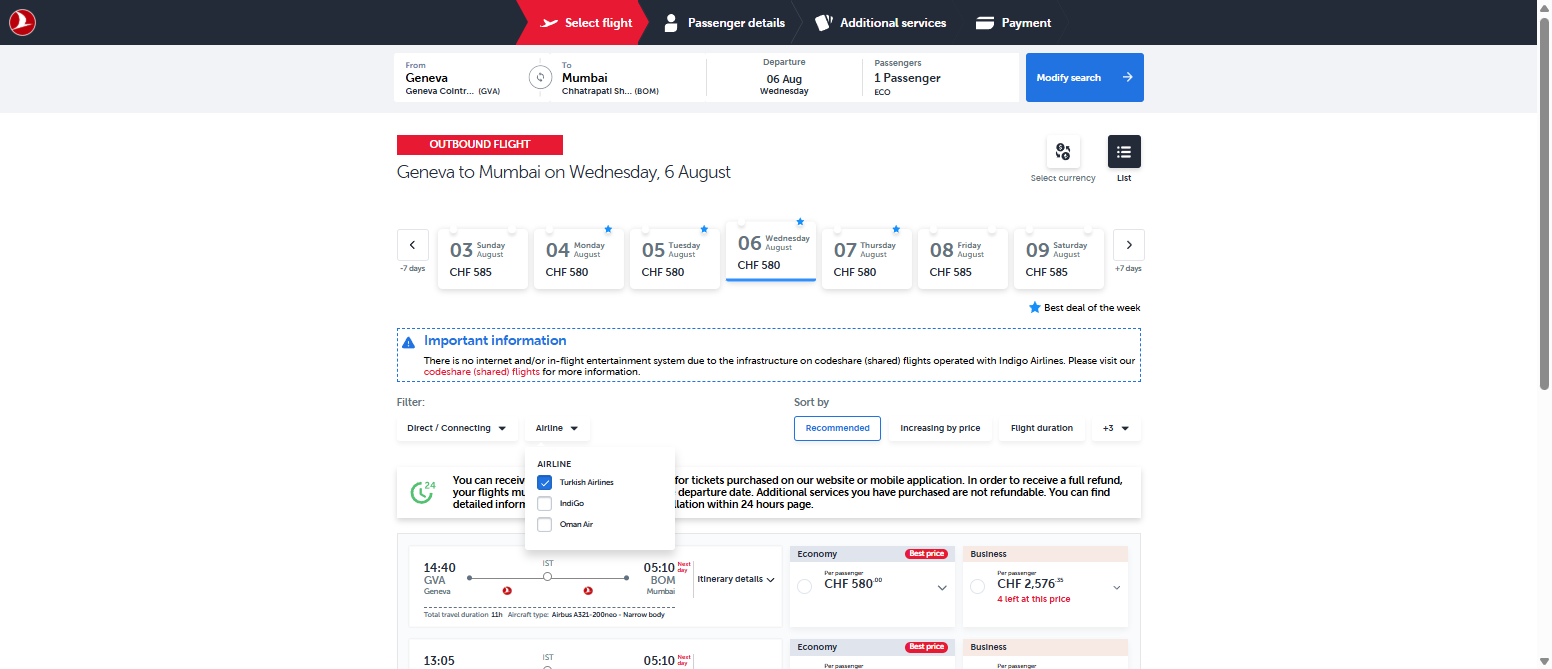 Select flight
Passenger details
Additional services
Payment
From
Geneva
Geneva Cointr... (GVA)
To
Mumbai
Chhatrapati Sh... (BOM)
Departure
06 Aug
Wednesday
Passengers
1 Passenger
ECO
Modify search
OUTBOUND FLIGHT
Geneva to Mumbai on Wednesday, 6 August
Select currency
List
-7 days
03 Sunday August
CHF 585
04 Monday August
CHF 580
05 Tuesday August
CHF 580
06 Wednesday August
CHF 580
07 Thursday August
CHF 580
08 Friday August
CHF 585
09 Saturday August
CHF 585
+7 days
Best deal of the week
Important information
There is no internet and/or in-flight entertainment system due to the infrastructure on codeshare (shared) flights operated with Indigo Airlines. Please visit our
codeshare (shared) flights for more information.
Filter:
Direct / Connecting
Airline
Sort by
Recommended
Increasing by price
Flight duration
+3
AIRLINE
Turkish Airlines
IndiGo
Oman Air
24
You can receiv for tickets purchased on our website or mobile application. In order to receive a full refund,
your flights mu departure date. Additional services you have purchased are not refundable. You can find
detailed inforn llation within 24 hours page.
14:40
GVA
Geneva
IST
05:10 Next day
BOM
Mumbai
Itinerary details
Total travel duration 11h Aircraft type: Airbus A321-200neo - Narrow body
Economy
Best price
Per passenger
CHF 580.00
Business
Per passenger
CHF 2,576.35
4 left at this price
13:05
IST
05:10 Next day
Economy
Best price
Per passenger
Business
Per passenger